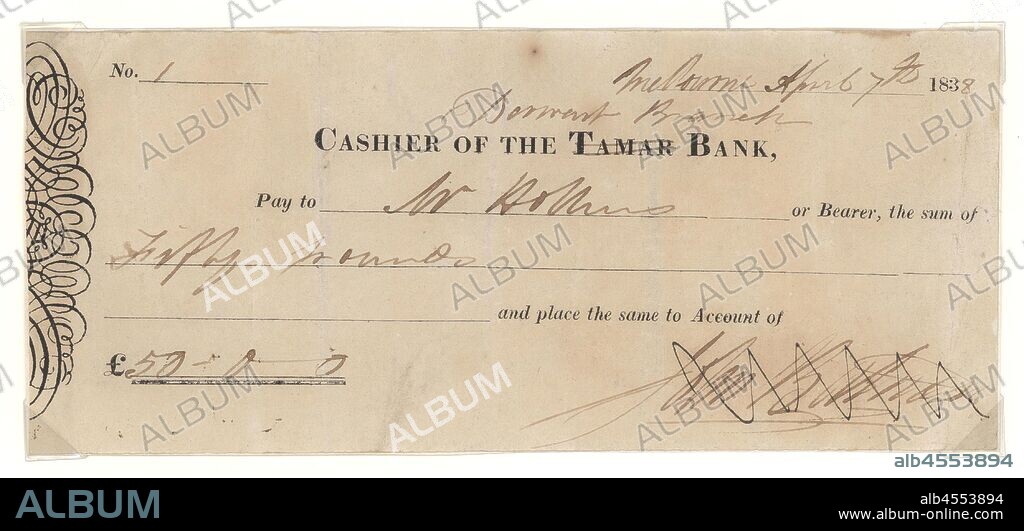 No. 1
Melbourne April 7th 1838
Derwent Branch
CASHIER OF THE TAMAR BANK,
Pay to Mr Hollins or Bearer, the sum of
Fifty Pounds
and place the same to Account of
£ 50 - 0 - 0
ALBUM
alb4553894
ALBUM
alb4553894
www.album-online.com